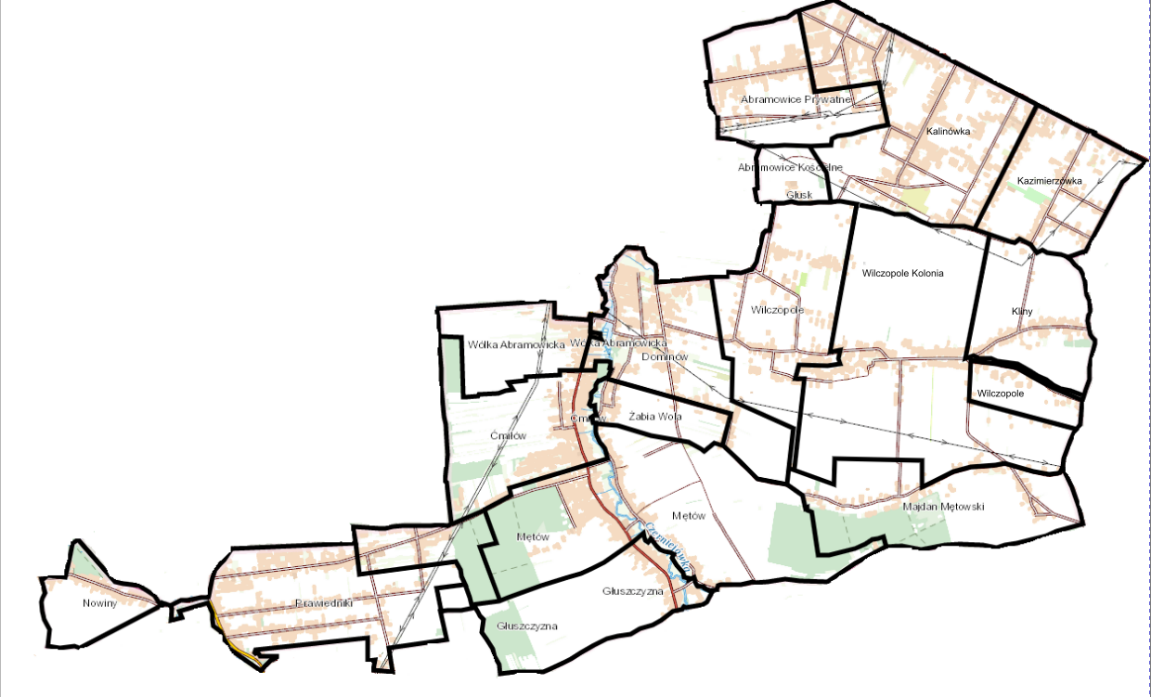 Abramowice Prywatne
Kalinówka
Abramowice Kościelne
Kazimierzówka
Głusk
Wilczopole Kolonia
Wilczopole
Kliny
Wólka Abramowicka
Wólka Abramowicka
Dominów
Wilczopole
Żabia Wola
Ćmiłów
Ćmiłów
Majdan Mętowski
Mętów
Mętów
Czerniejówka
Głuszczyzna
Nowiny
Prawiedniki
Głuszczyzna